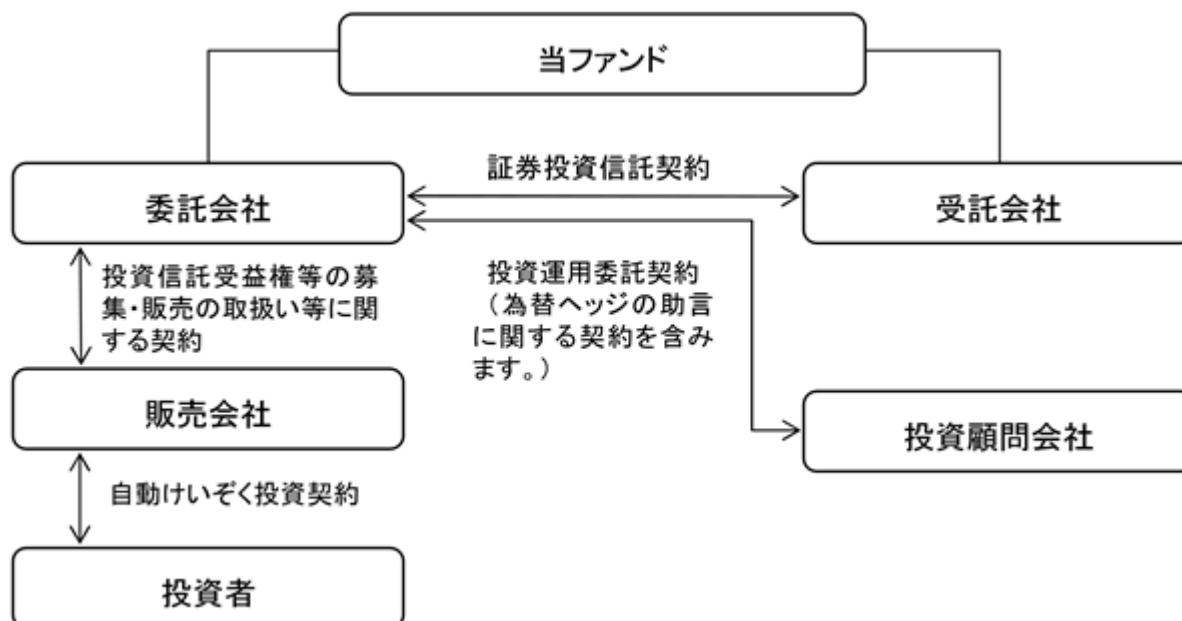 当ファンド
証券投資信託契約
委託会社
受託会社
投資信託受益権等の募
集・販売の取扱い等に関
する契約
投資運用委託契約
（為替ヘッジの助言
に関する契約を含み
ます。）
販売会社
投資顧問会社
自動けいぞく投資契約
投資者